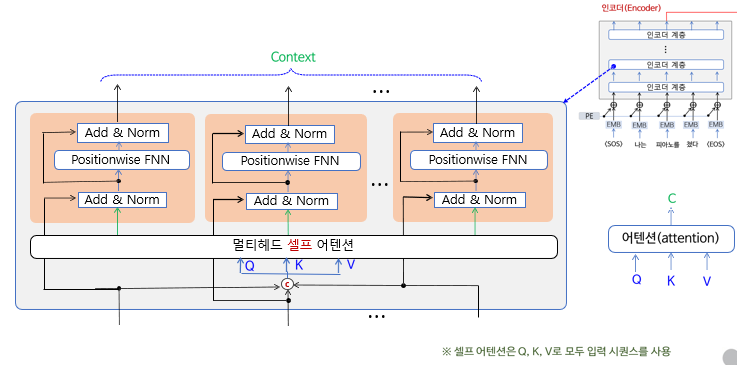 인코더(Encoder)
인코더 계층
⋮
인코더 계층
인코더 계층
PE
EMB EMB EMB EMB EMB
〈SOS〉 나는 피아노를 쳤다 〈EOS〉
Context
...
Add & Norm Add & Norm Add & Norm
Positionwise FNN Positionwise FNN Positionwise FNN
...
Add & Norm Add & Norm Add & Norm
멀티헤드 셀프 어텐션
Q K V
c
...
C
어텐션(attention)
Q K V
※ 셀프 어텐션은 Q, K, V로 모두 입력 시퀀스를 사용